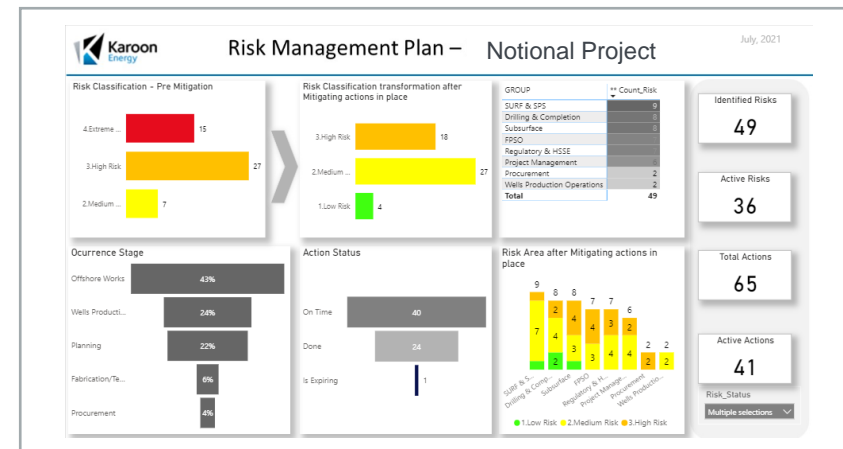 Karoon
Energy
Risk Management Plan – Notional Project
July, 2021
Risk Classification - Pre Mitigation
4.Extreme ...
15
3.High Risk
27
2.Medium ...
7
Risk Classification transformation after
Mitigating actions in place
3.High Risk
18
2.Medium ...
27
1.Low Risk
4
GROUP
** Count_Risk
SURF & SPS 9
Drilling & Completion 8
Subsurface 8
FPSO
Regulatory & HSSE
Project Management 6
Procurement 2
Wells Production Operations 2
Total 49
Identified Risks
49
Active Risks
36
Total Actions
65
Active Actions
41
Risk_Status
Multiple selections
Ocurrence Stage
Offshore Works 43%
Wells Producti... 24%
Planning 22%
Fabrication/Te... 6%
Procurement 4%
Action Status
On Time 40
Done 24
Is Expiring 1
Risk Area after Mitigating actions in
place
9 8 8 7 7 6 2 2
7
2 4 2
4 3
4 3
3 4
2 4
2
2
SURF & S...
Drilling & Comp...
Subsurface
FPSO
Regulatory & H...
Project Manage...
Procurement
Wells Productio...
1.Low Risk 2.Medium Risk 3.High Risk